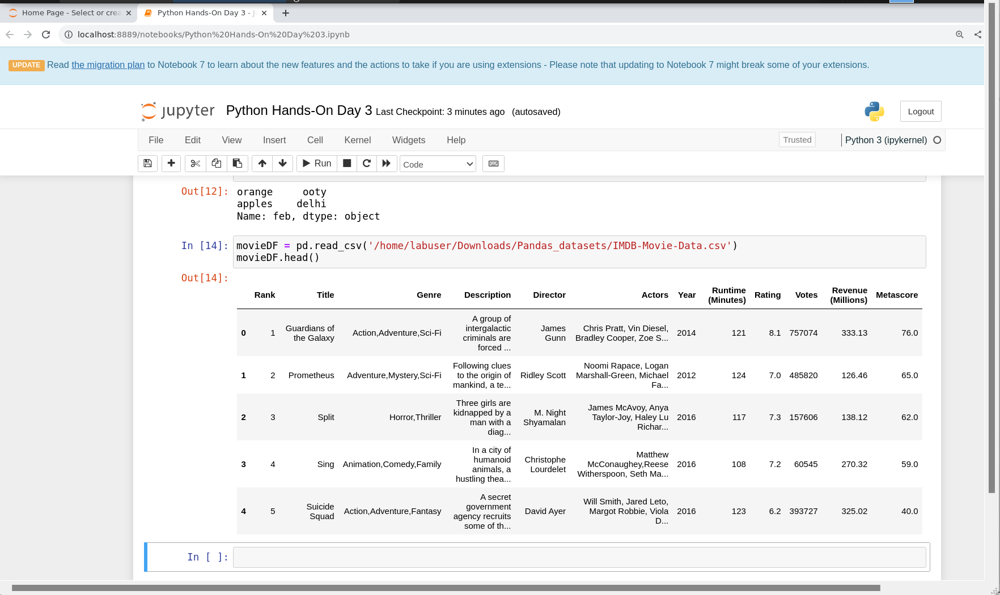 Home Page - Select or crea
Python Hands-On Day 3 - J
localhost:8889/notebooks/Python%20Hands-On%20Day%203.ipynb
UPDATE Read the migration plan to Notebook 7 to learn about the new features and the actions to take if you are using extensions - Please note that updating to Notebook 7 might break some of your extensions.
jupyter Python Hands-On Day 3 Last Checkpoint: 3 minutes ago (autosaved)
Logout
File Edit View Insert Cell Kernel Widgets Help
Trusted
Python 3 (ipykernel)
Run
Code
Out[12]: orange     ooty
apples    delhi
Name: feb, dtype: object
In [14]: movieDF = pd.read_csv('/home/labuser/Downloads/Pandas_datasets/IMDB-Movie-Data.csv')
movieDF.head()
Out[14]:
Rank Title Genre Description Director Actors Year Runtime (Minutes) Rating Votes Revenue (Millions) Metascore
0 1 Guardians of the Galaxy Action,Adventure,Sci-Fi A group of intergalactic criminals are forced ... James Gunn Chris Pratt, Vin Diesel, Bradley Cooper, Zoe S... 2014 121 8.1 757074 333.13 76.0
1 2 Prometheus Adventure,Mystery,Sci-Fi Following clues to the origin of mankind, a te... Ridley Scott Noomi Rapace, Logan Marshall-Green, Michael Fa... 2012 124 7.0 485820 126.46 65.0
2 3 Split Horror,Thriller Three girls are kidnapped by a man with a diag... M. Night Shyamalan James McAvoy, Anya Taylor-Joy, Haley Lu Richar... 2016 117 7.3 157606 138.12 62.0
3 4 Sing Animation,Comedy,Family In a city of humanoid animals, a hustling thea... Christophe Lourdelet Matthew McConaughey,Reese Witherspoon, Seth Ma... 2016 108 7.2 60545 270.32 59.0
4 5 Suicide Squad Action,Adventure,Fantasy A secret government agency recruits some of th... David Ayer Will Smith, Jared Leto, Margot Robbie, Viola D... 2016 123 6.2 393727 325.02 40.0
In [ ]: